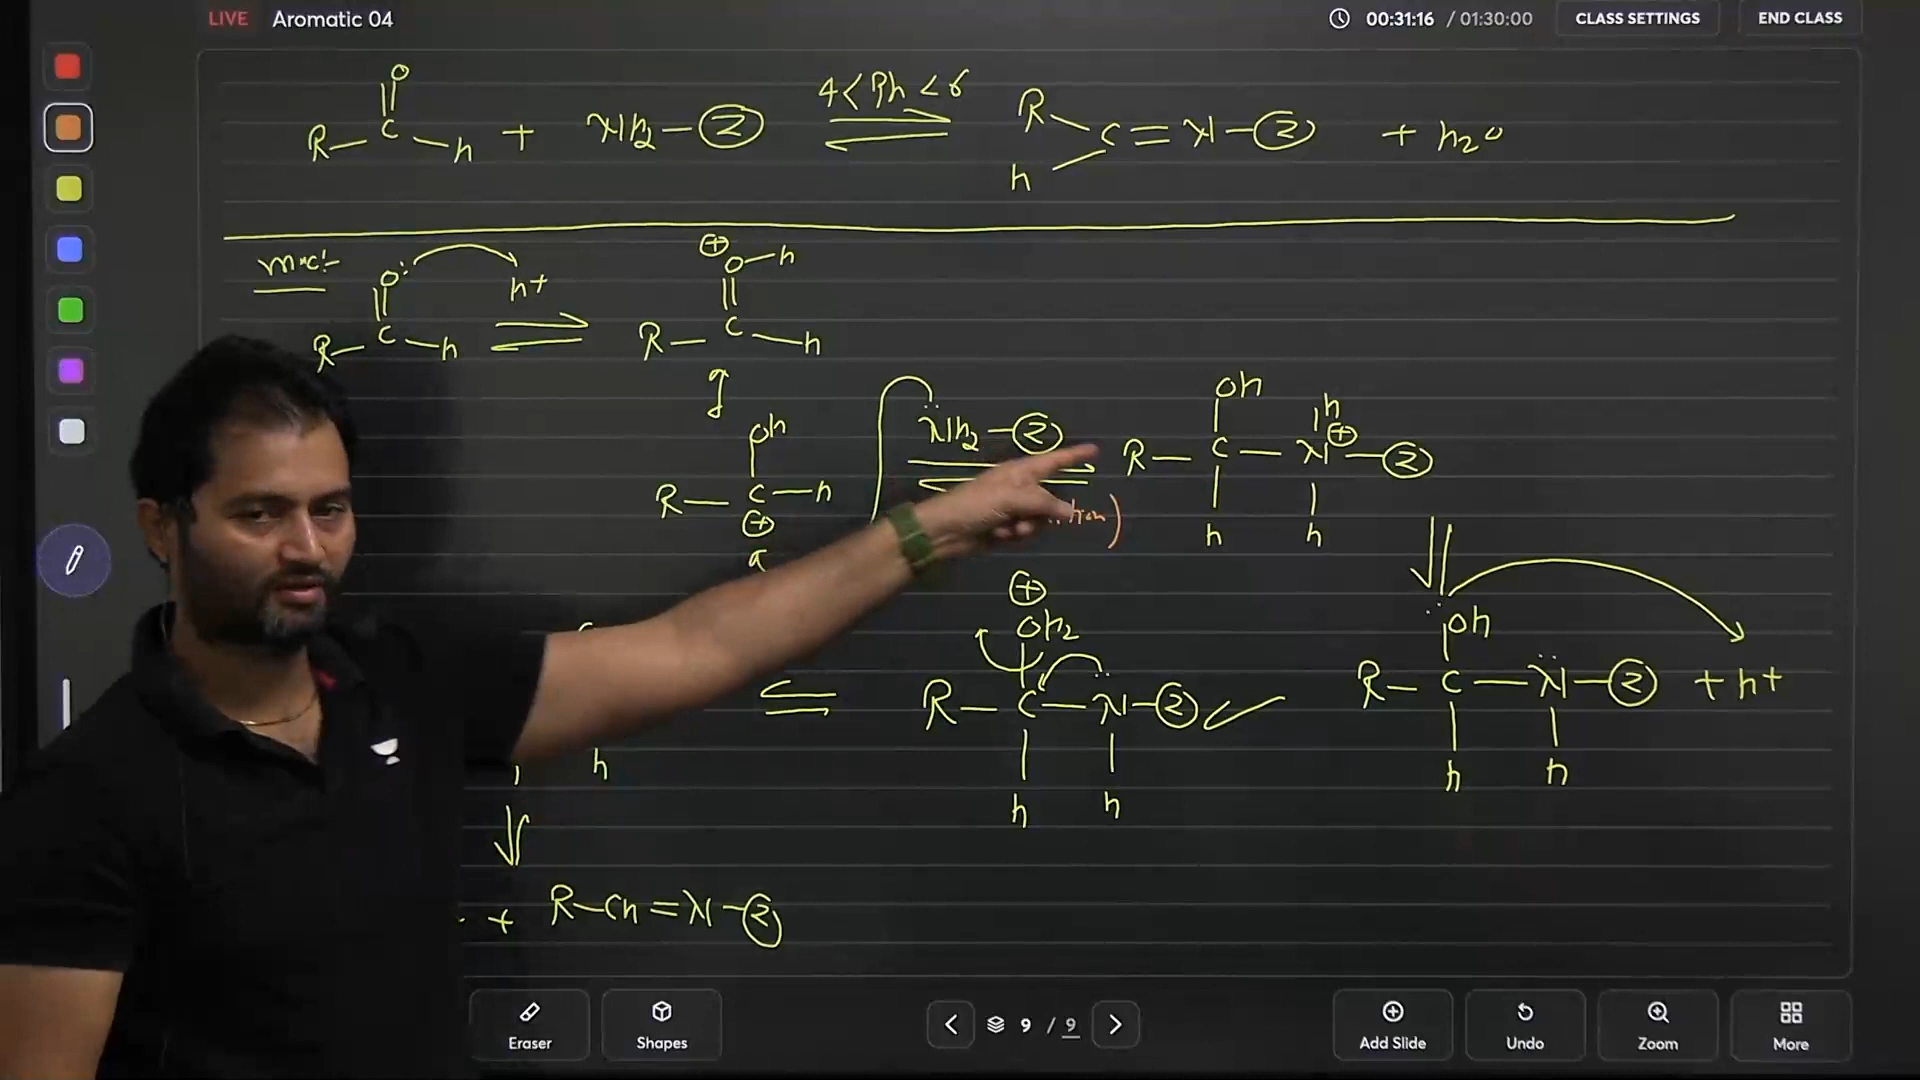 LIVE Aromatic 04 00:31:16 / 01:30:00 CLASS SETTINGS END CLASS
O
R—C—h + NH2—Z ⇌ 4<Ph<6 R C=N—Z + h2o
h
O: h+ ⇌ ⊕ O—h
R—C—h R—C—h
oh :NH2—Z oh h
R—C—h R—C—N⊕—Z
⊕ h h
⊕
oh2 :oh
R—C—N̈—Z R—C—N̈—Z + h+
h h h h
h
+ R—Ch=N—Z
Eraser Shapes 9 / 9 Add Slide Undo Zoom More